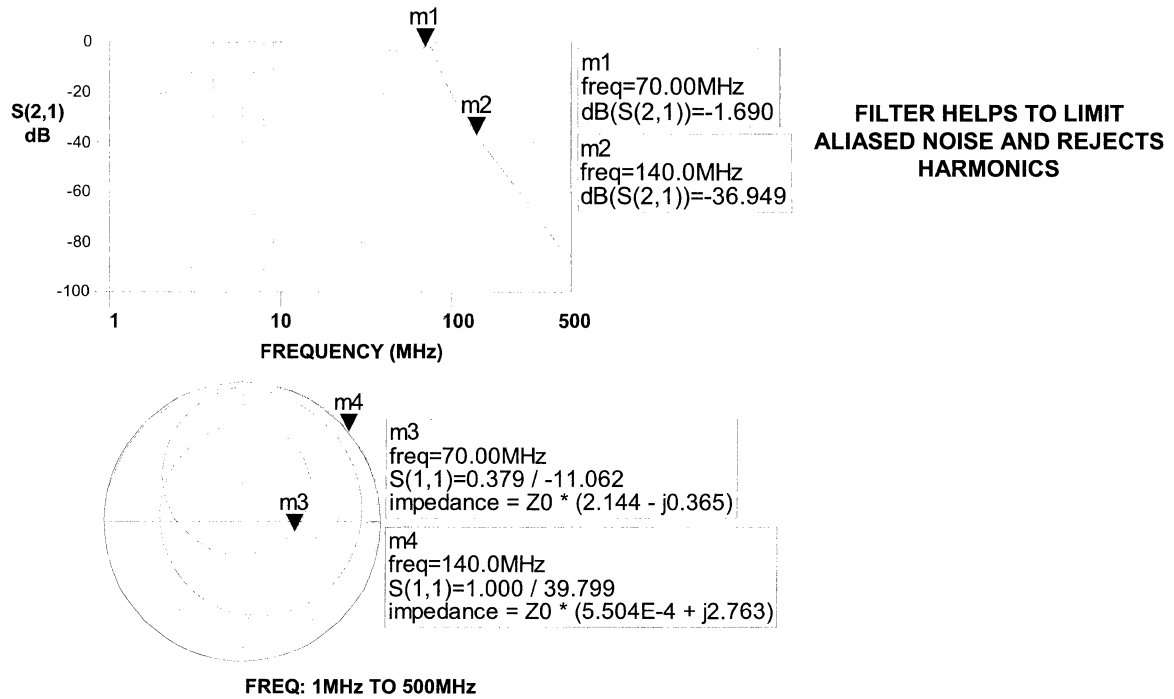 m1
0
-20
-40
-60
-80
-100
S(2,1)
dB
m2
1
10
100
500
FREQUENCY (MHz)
m1
freq=70.00MHz
dB(S(2,1))=-1.690
m2
freq=140.0MHz
dB(S(2,1))=-36.949
FILTER HELPS TO LIMIT
ALIASED NOISE AND REJECTS
HARMONICS
m4
m3
m3
freq=70.00MHz
S(1,1)=0.379 / -11.062
impedance = Z0 * (2.144 - j0.365)
m4
freq=140.0MHz
S(1,1)=1.000 / 39.799
impedance = Z0 * (5.504E-4 + j2.763)
FREQ: 1MHz TO 500MHz